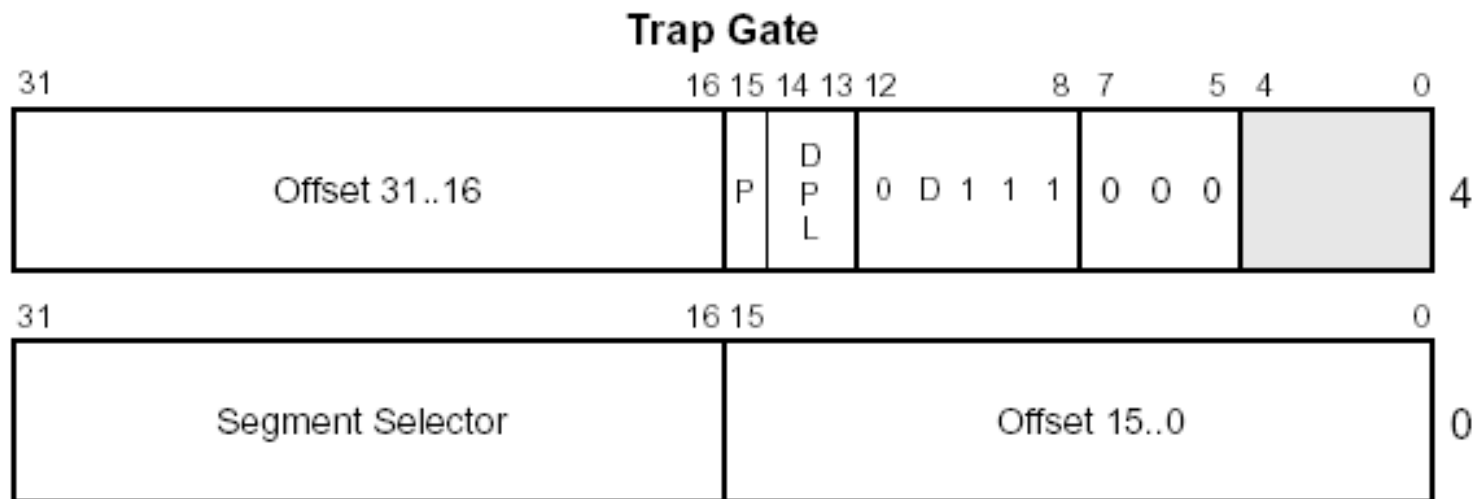 Trap Gate
31 16 15 14 13 12 8 7 5 4 0
Offset 31..16 P D P L 0 D 1 1 1 0 0 0 4
31 16 15 0
Segment Selector Offset 15..0 0